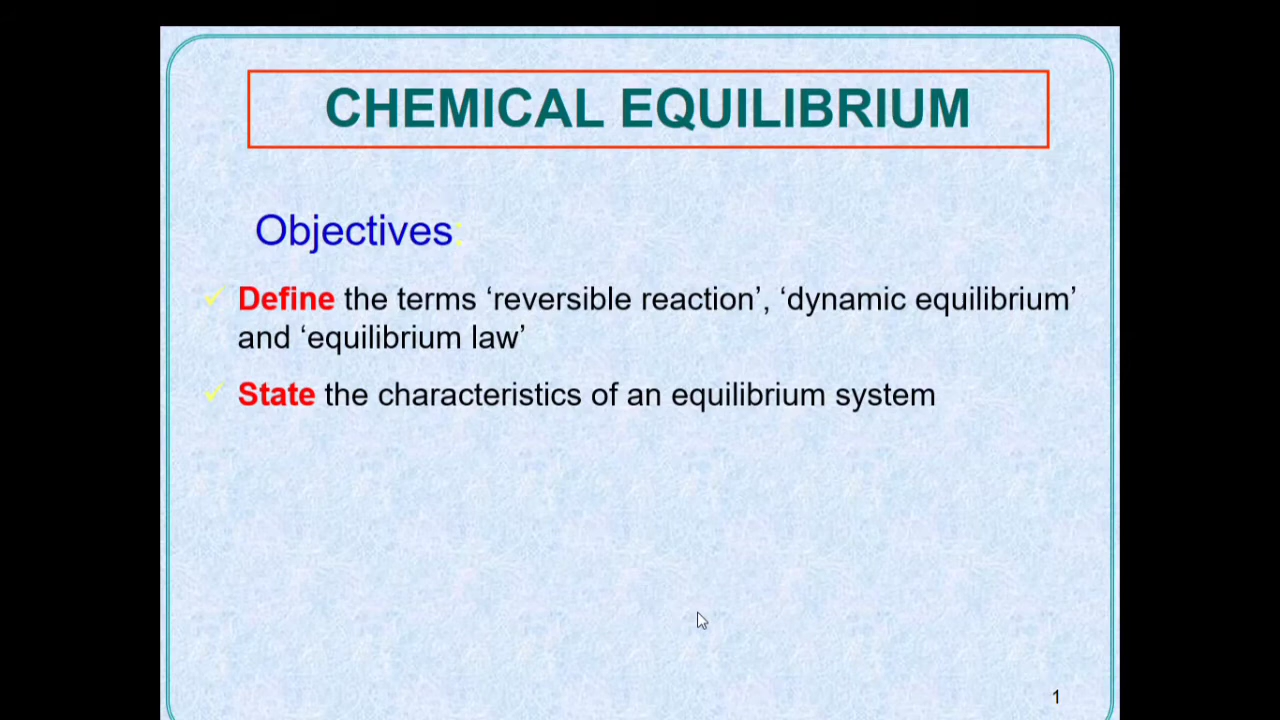 CHEMICAL EQUILIBRIUM
Objectives:
✓ Define the terms ‘reversible reaction’, ‘dynamic equilibrium’
and ‘equilibrium law’
✓ State the characteristics of an equilibrium system
1